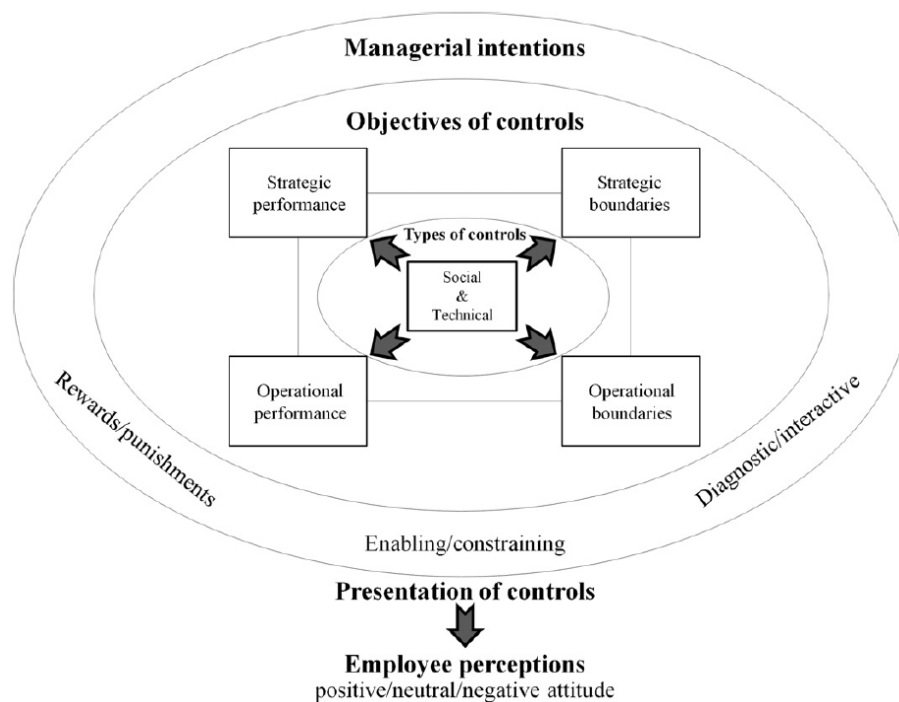 Managerial intentions
Objectives of controls
Strategic
performance
Strategic
boundaries
Types of controls
Social
&
Technical
Operational
performance
Operational
boundaries
Rewards/punishments
Diagnostic/interactive
Enabling/constraining
Presentation of controls
Employee perceptions
positive/neutral/negative attitude